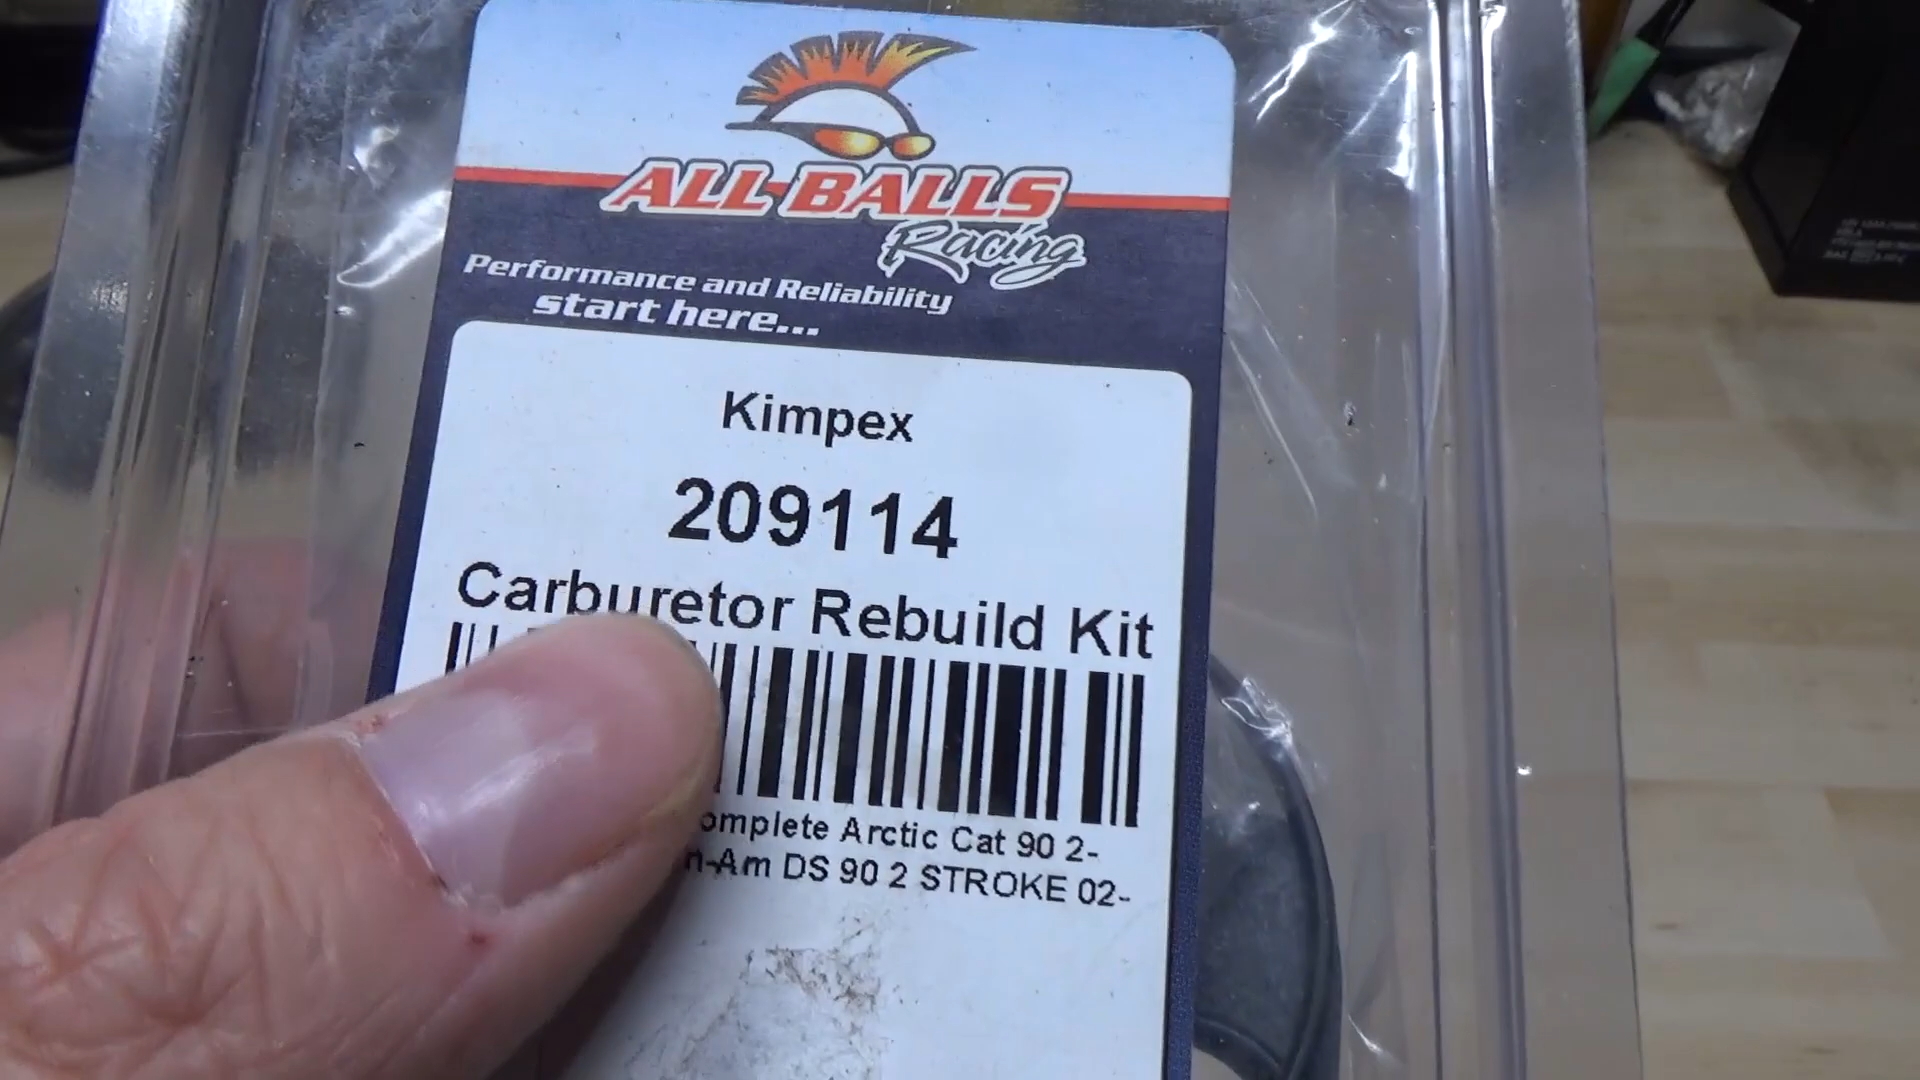 ALL BALLS
Racing
Performance and Reliability
start here...
Kimpex
209114
Carburetor Rebuild Kit
omplete Arctic Cat 90 2-
n-Am DS 90 2 STROKE 02-